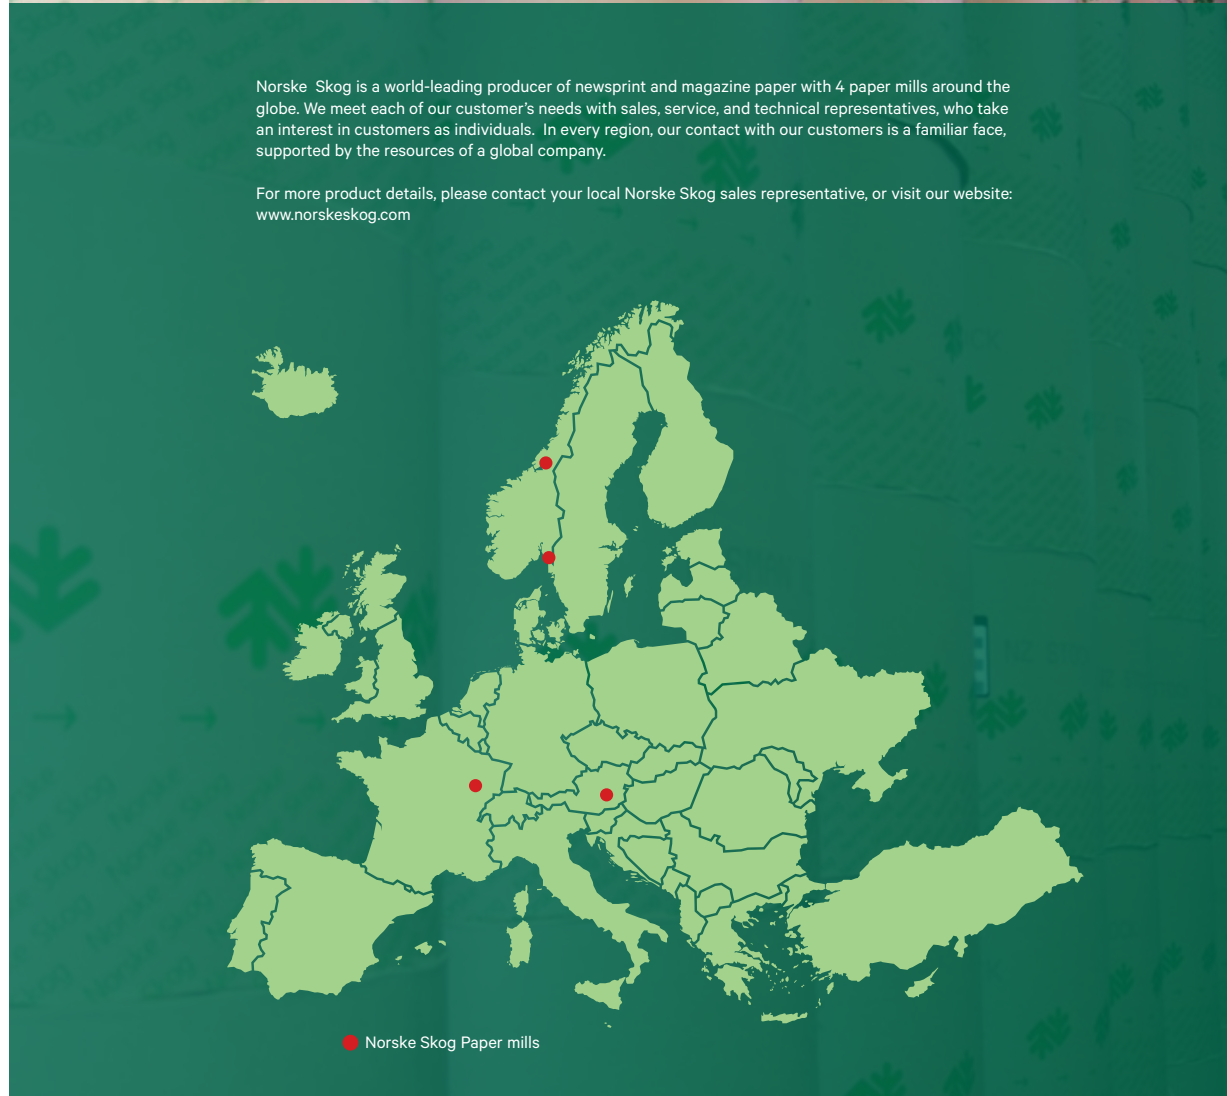 Norske  Skog is a world-leading producer of newsprint and magazine paper with 4 paper mills around the
globe. We meet each of our customer’s needs with sales, service, and technical representatives, who take
an interest in customers as individuals.  In every region, our contact with our customers is a familiar face,
supported by the resources of a global company.
For more product details, please contact your local Norske Skog sales representative, or visit our website:
www.norskeskog.com
Norske Skog Paper mills